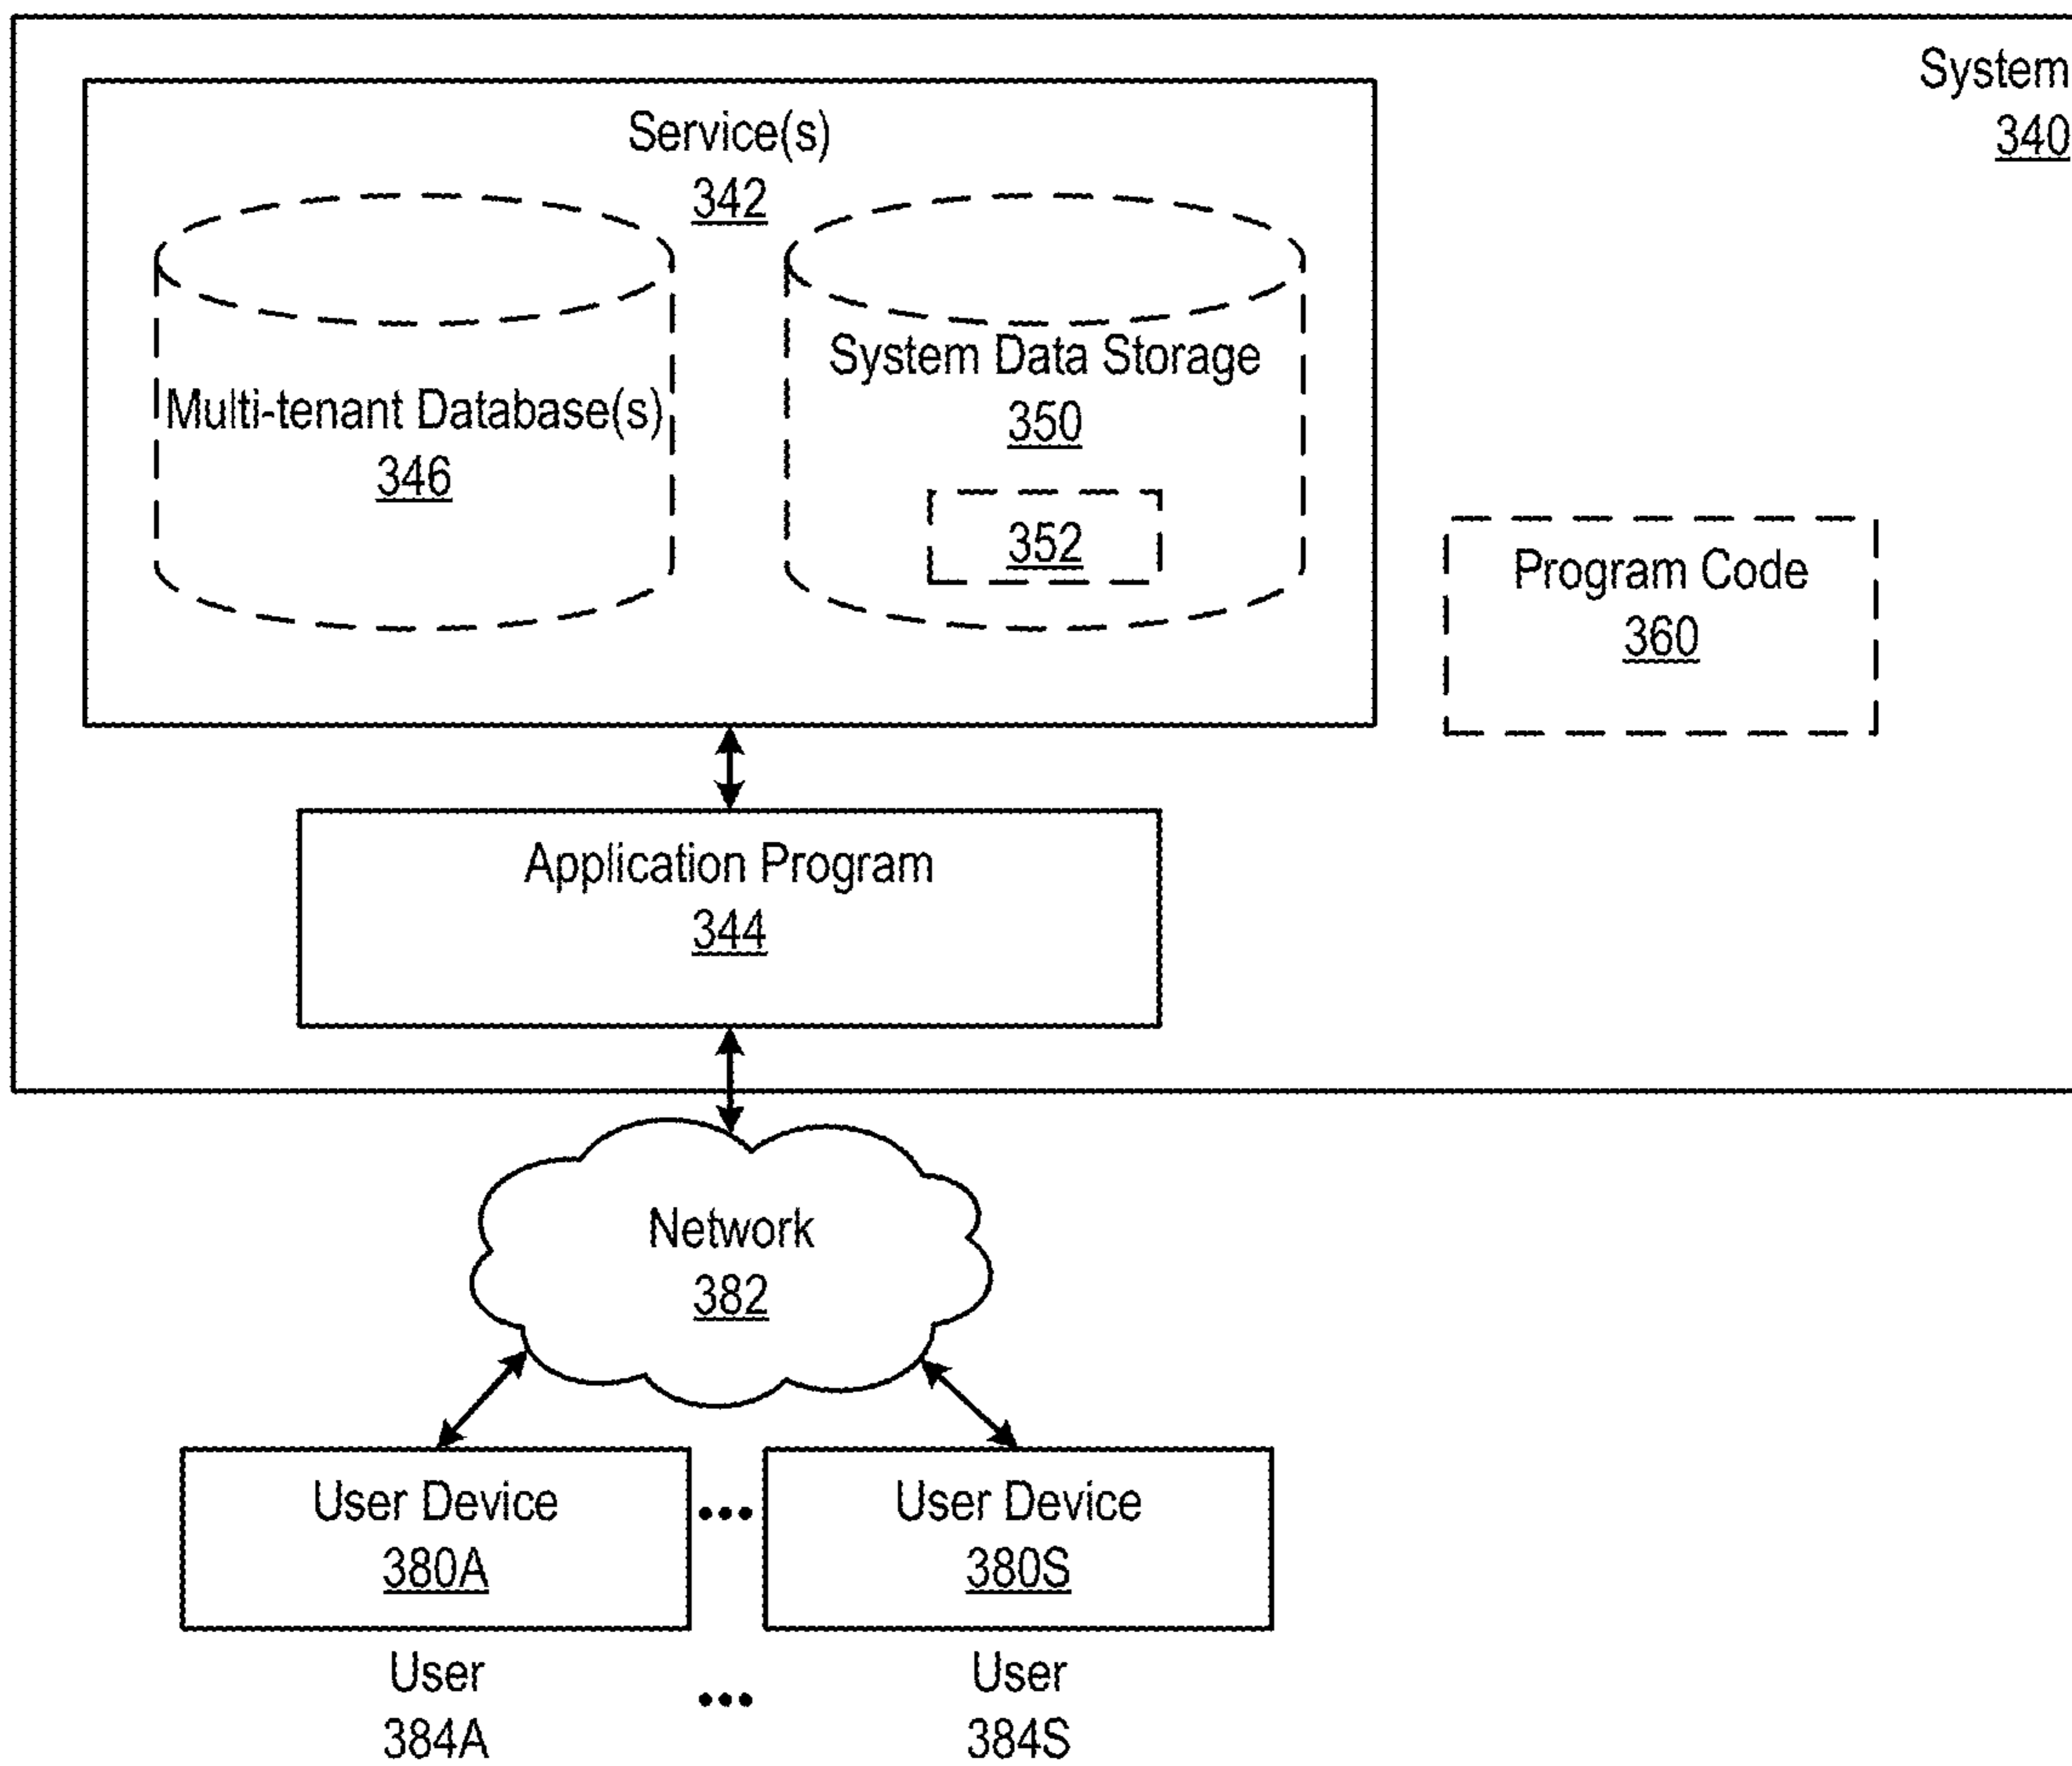 System
340
Service(s)
342
Multi-tenant Database(s)
346
System Data Storage
350
352
Program Code
360
Application Program
344
Network
382
User Device
380A
•••
User Device
380S
User
384A
•••
User
384S